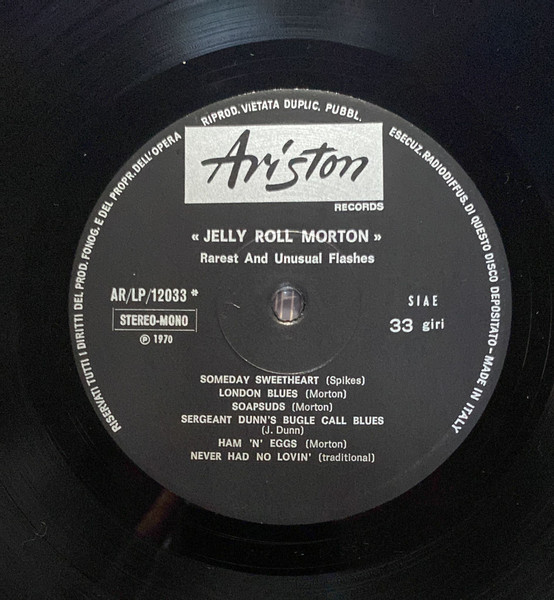 RISERVATI TUTTI I DIRITTI DEL PROD. FONOG. E DEL PROPR. DELL'OPERA
RIPROD. VIETATA DUPLIC. PUBBL.
ESECUZ. RADIODIFFUS. DI QUESTO DISCO DEPOSITATO - MADE IN ITALY
Ariston
RECORDS
« JELLY ROLL MORTON »
Rarest And Unusual Flashes
AR/LP/12033 *
STEREO-MONO
℗ 1970
SIAE
33 giri
SOMEDAY SWEETHEART (Spikes)
LONDON BLUES (Morton)
SOAPSUDS (Morton)
SERGEANT DUNN'S BUGLE CALL BLUES
(J. Dunn)
HAM 'N' EGGS (Morton)
NEVER HAD NO LOVIN' (traditional)